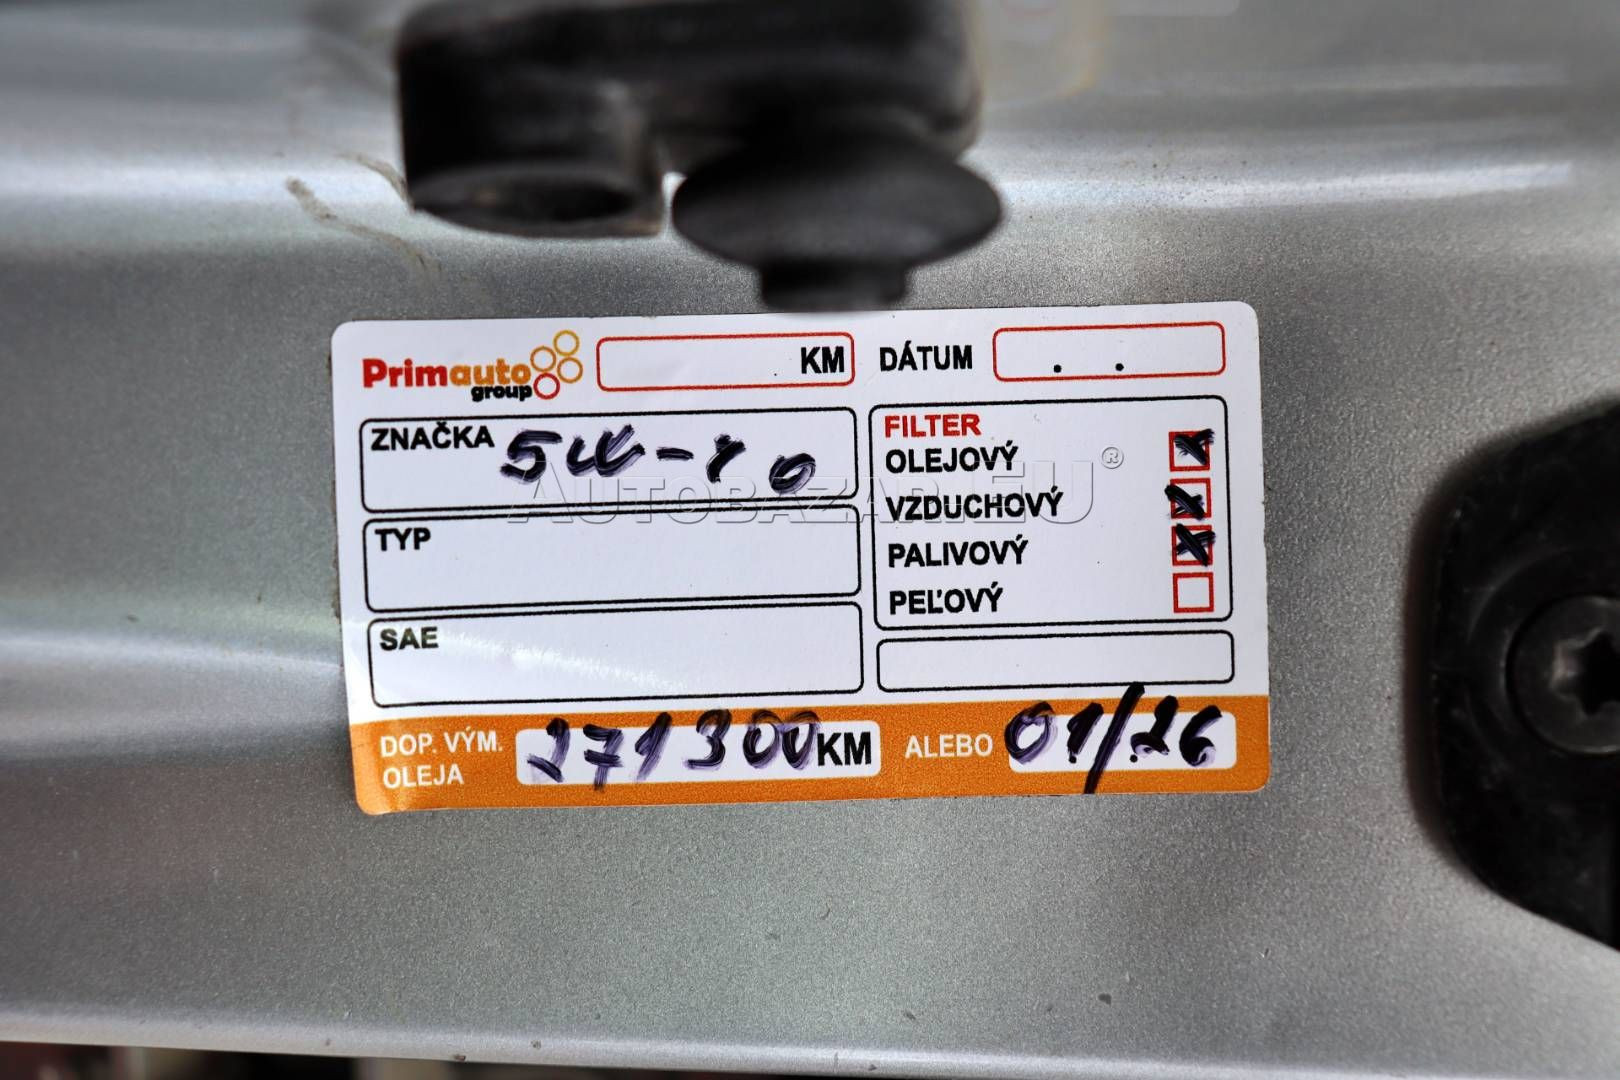 Primauto group
KM
DÁTUM . .
ZNAČKA 5W-
TYP
SAE
FILTER
OLEJOVÝ
VZDUCHOVÝ
PALIVOVÝ
PEĽOVÝ
AUTOBAZAR.EU®
DOP. VÝM. 271300 KM ALEBO 01/26
OLEJA